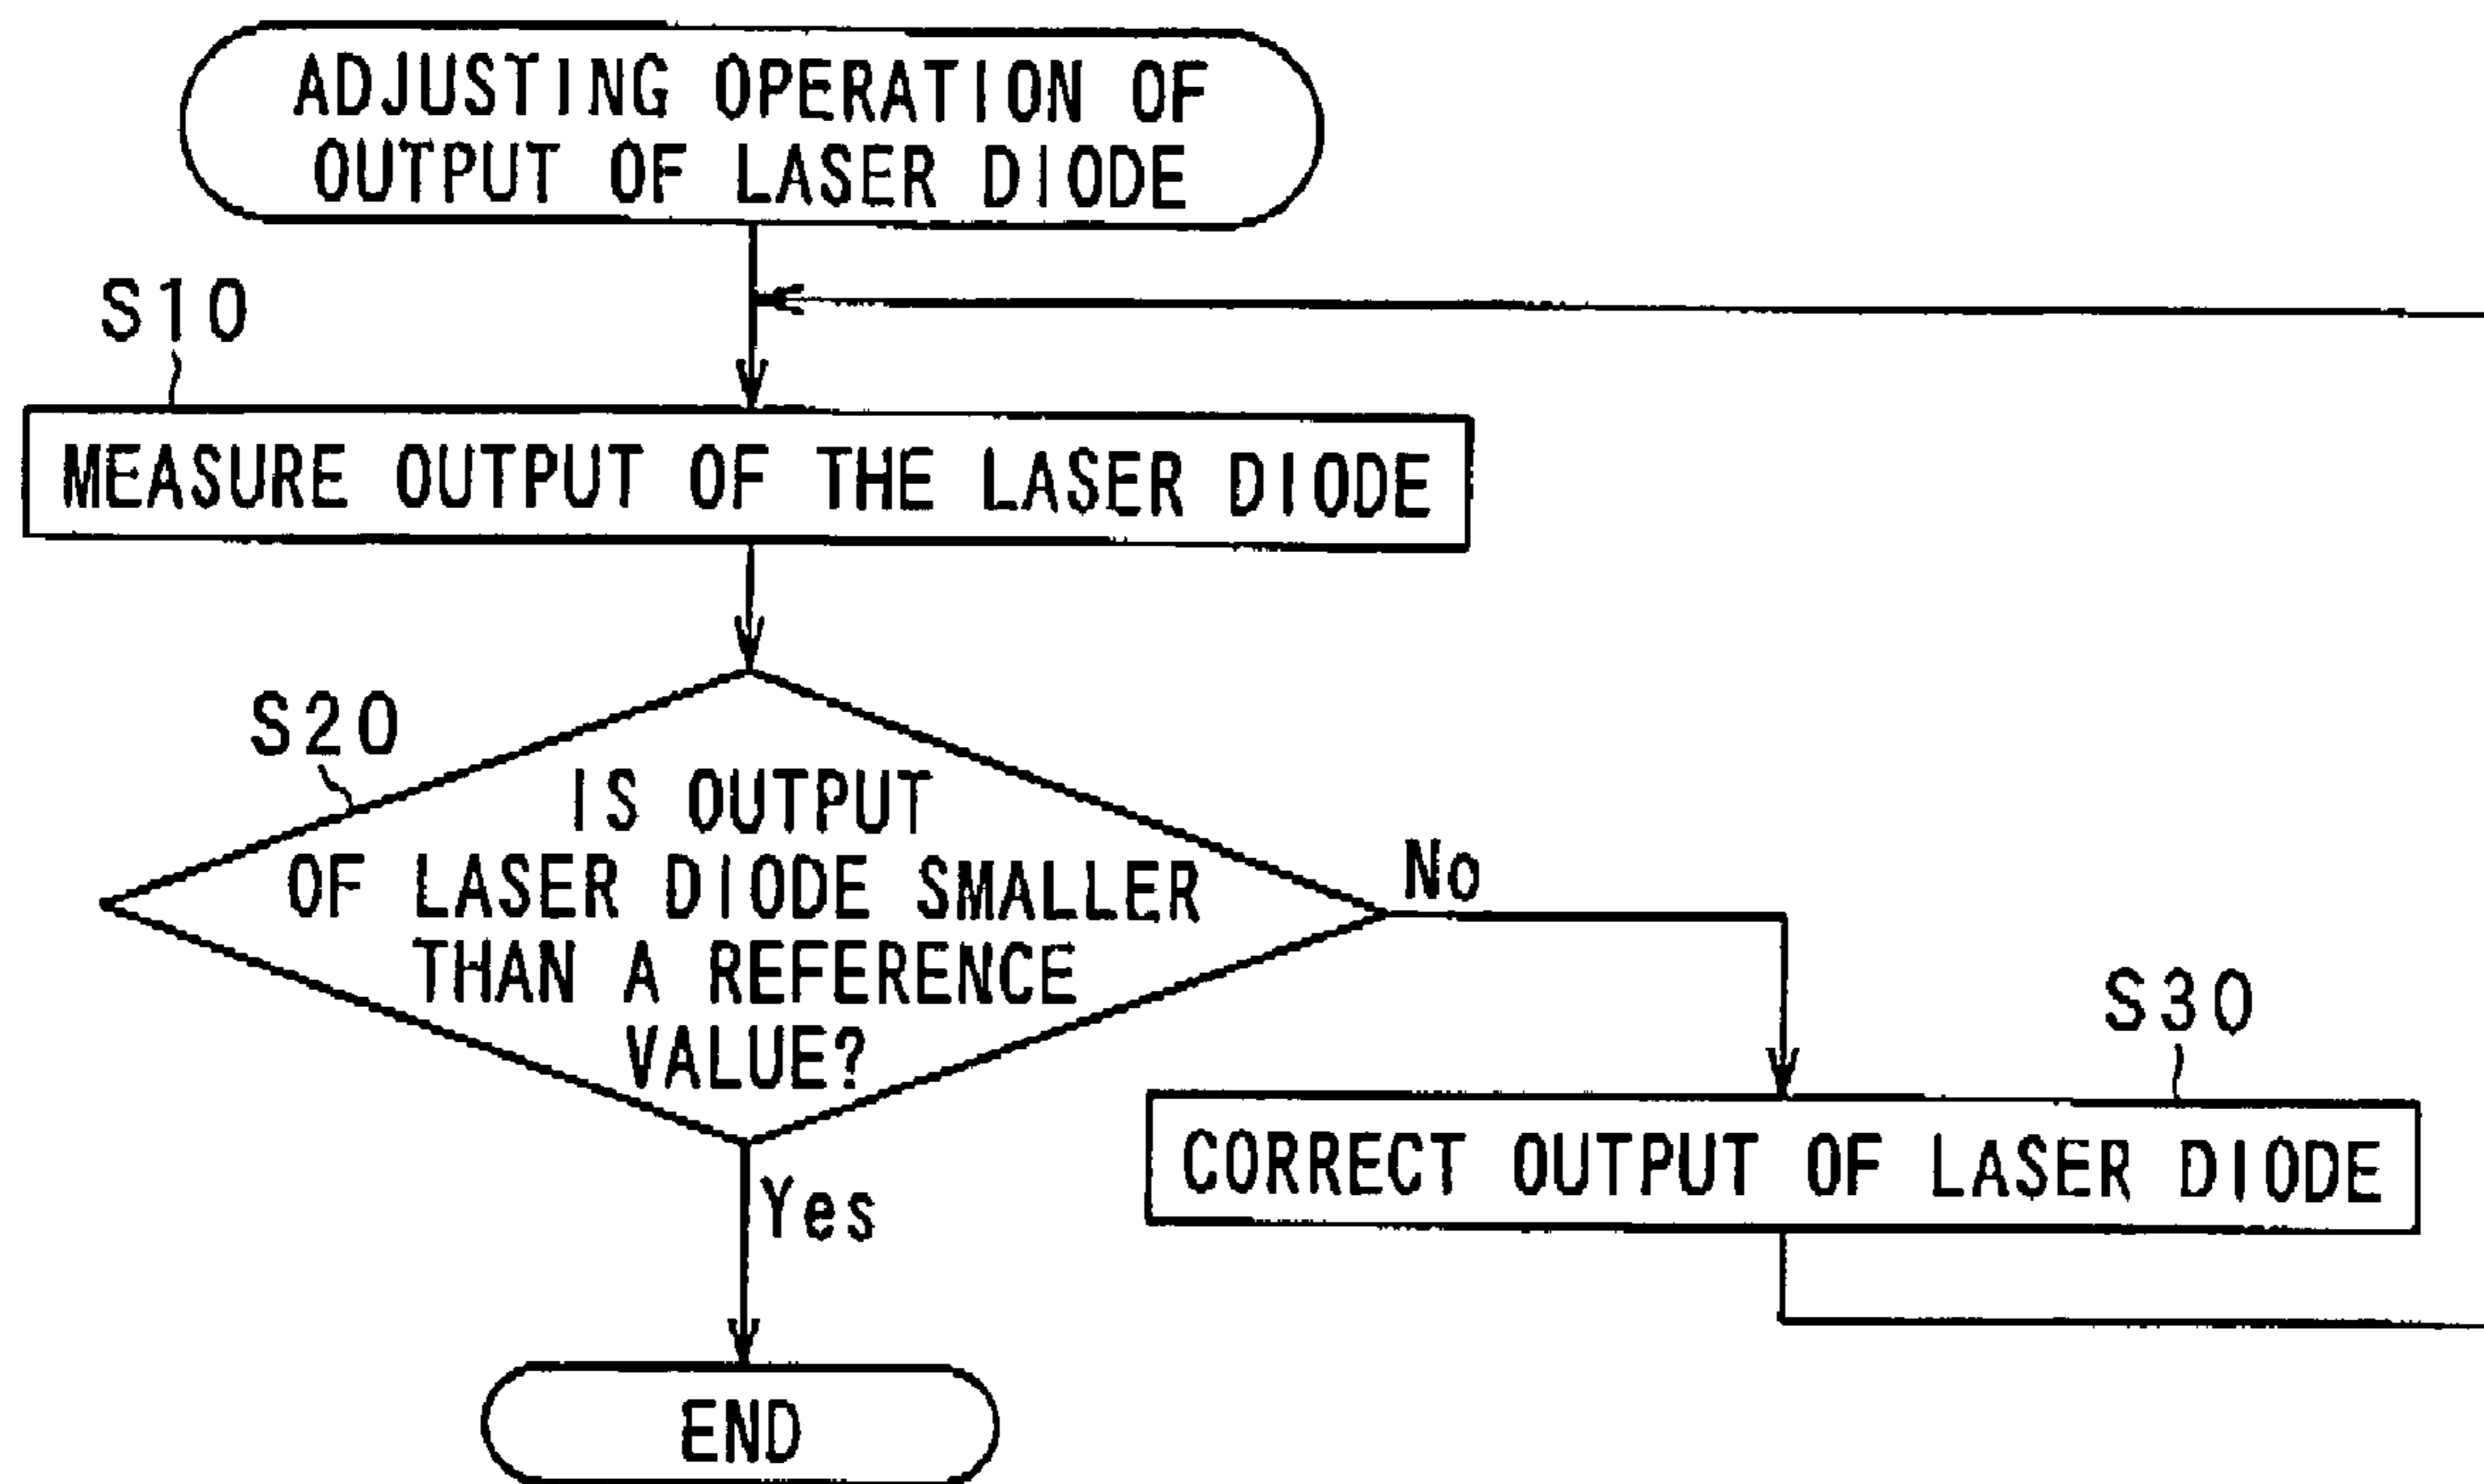 ADJUSTING OPERATION OF
OUTPUT OF LASER DIODE
S10
MEASURE OUTPUT OF THE LASER DIODE
S20
IS OUTPUT
OF LASER DIODE SMALLER
THAN A REFERENCE
VALUE?
No
S30
CORRECT OUTPUT OF LASER DIODE
Yes
END